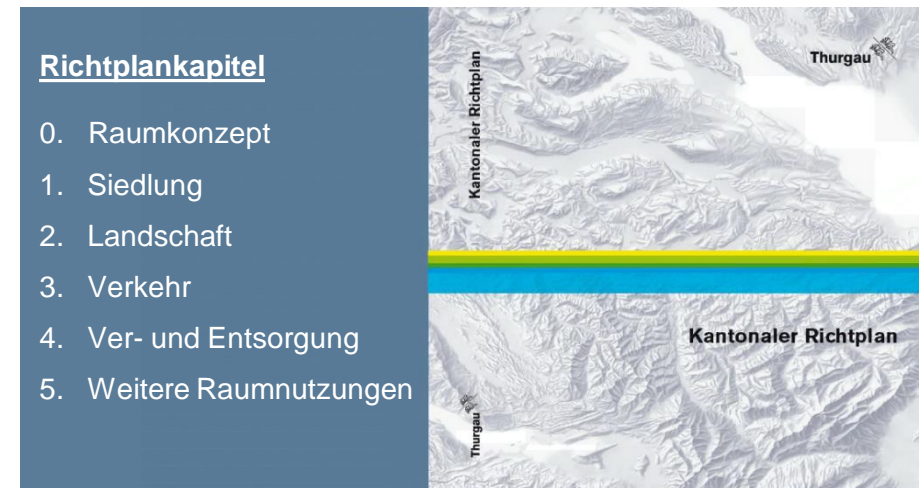 Richtplankapitel
0. Raumkonzept
1. Siedlung
2. Landschaft
3. Verkehr
4. Ver- und Entsorgung
5. Weitere Raumnutzungen
Kantonaler Richtplan
Thurgau
Kantonaler Richtplan
Thurgau